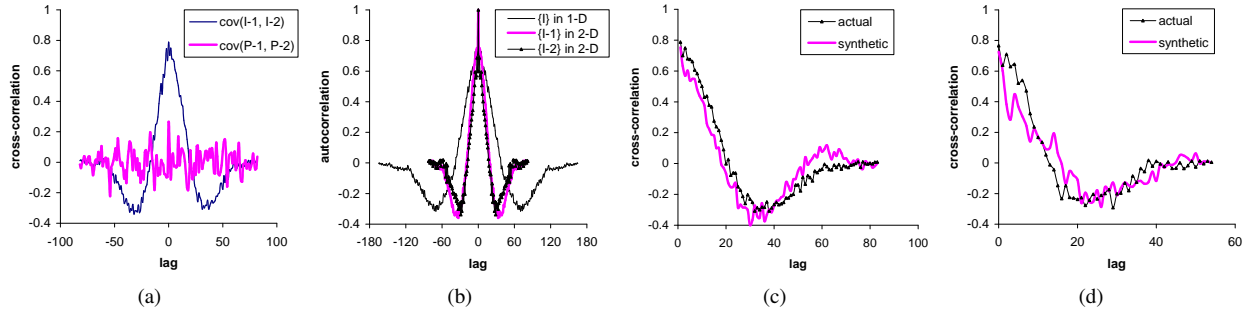 cov(I-1, I-2)
cov(P-1, P-2)
1
0.8
0.6
0.4
0.2
0
-0.2
-0.4
cross-correlation
-100 -50 0 50 100
lag
(a)
{I} in 1-D
{I-1} in 2-D
{I-2} in 2-D
1
0.8
0.6
0.4
0.2
0
-0.2
-0.4
autocorrelation
-180 -120 -60 0 60 120 180
lag
(b)
actual
synthetic
1
0.8
0.6
0.4
0.2
0
-0.2
-0.4
cross-correlation
0 20 40 60 80 100
lag
(c)
actual
synthetic
1
0.8
0.6
0.4
0.2
0
-0.2
-0.4
cross-correlation
0 20 40 60
lag
(d)